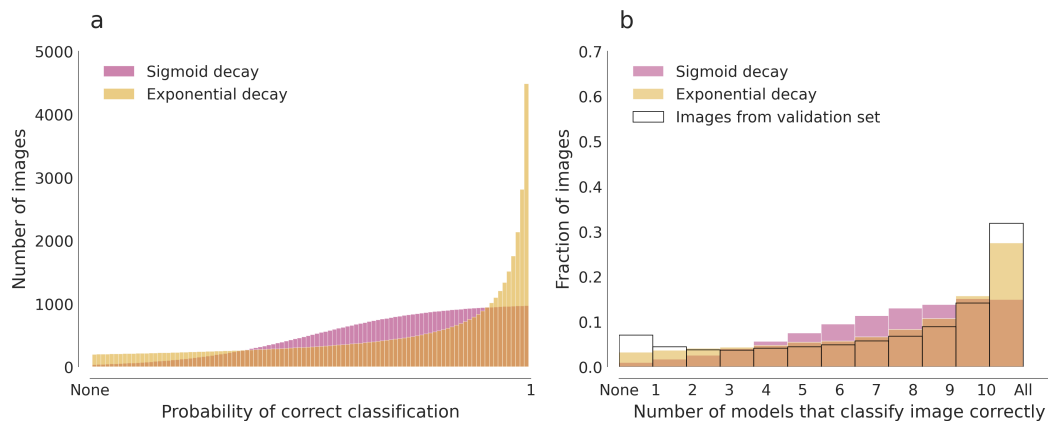 a
5000
4000
3000
2000
1000
0
Number of images
Sigmoid decay
Exponential decay
None
1
Probability of correct classification
b
0.7
0.6
0.5
0.4
0.3
0.2
0.1
0.0
Fraction of images
Sigmoid decay
Exponential decay
Images from validation set
None 1 2 3 4 5 6 7 8 9 10 All
Number of models that classify image correctly